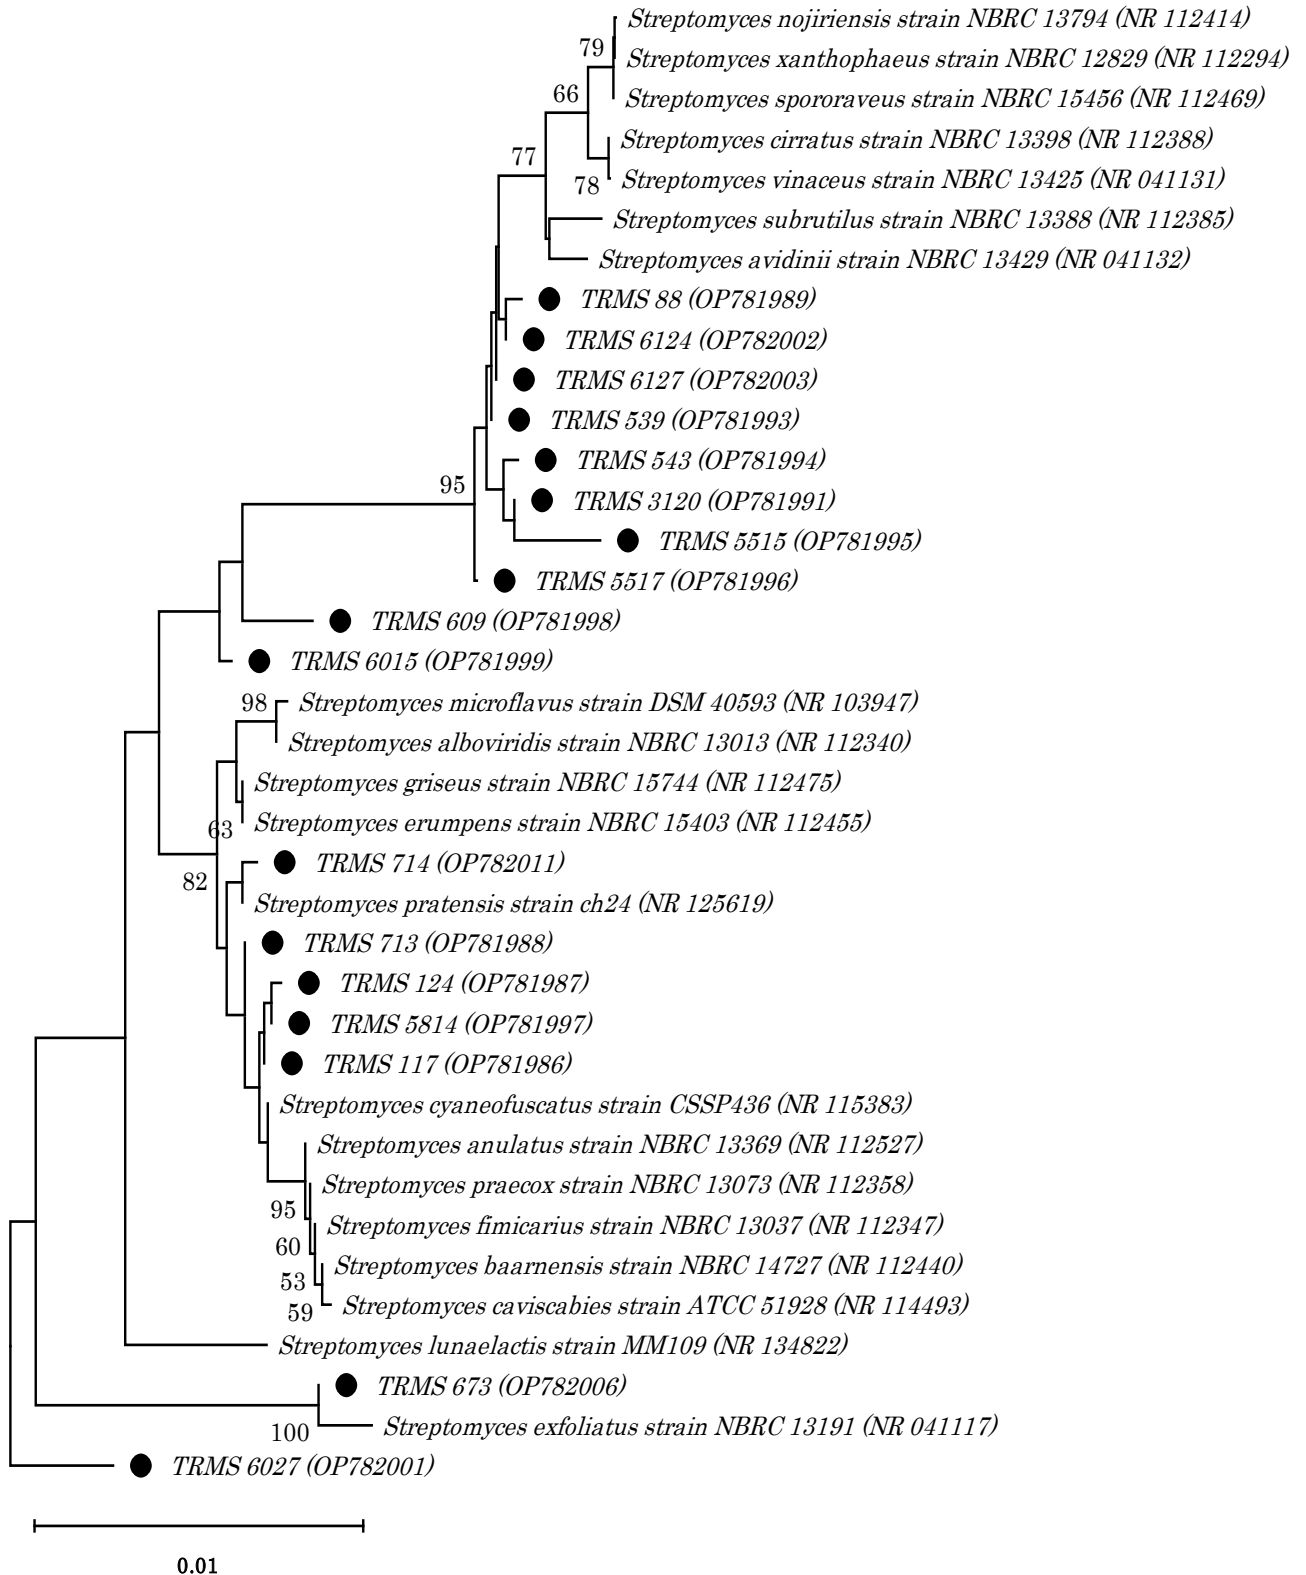 Streptomyces nojiriensis strain NBRC 13794 (NR 112414)
79
Streptomyces xanthophaeus strain NBRC 12829 (NR 112294)
66
Streptomyces spororaveus strain NBRC 15456 (NR 112469)
Streptomyces cirratus strain NBRC 13398 (NR 112388)
77
78
Streptomyces vinaceus strain NBRC 13425 (NR 041131)
Streptomyces subrutilus strain NBRC 13388 (NR 112385)
Streptomyces avidinii strain NBRC 13429 (NR 041132)
TRMS 88 (OP781989)
TRMS 6124 (OP782002)
TRMS 6127 (OP782003)
TRMS 539 (OP781993)
TRMS 543 (OP781994)
95
TRMS 3120 (OP781991)
TRMS 5515 (OP781995)
TRMS 5517 (OP781996)
TRMS 609 (OP781998)
TRMS 6015 (OP781999)
98
Streptomyces microflavus strain DSM 40593 (NR 103947)
Streptomyces alboviridis strain NBRC 13013 (NR 112340)
Streptomyces griseus strain NBRC 15744 (NR 112475)
Streptomyces erumpens strain NBRC 15403 (NR 112455)
63
TRMS 714 (OP782011)
82
Streptomyces pratensis strain ch24 (NR 125619)
TRMS 713 (OP781988)
TRMS 124 (OP781987)
TRMS 5814 (OP781997)
TRMS 117 (OP781986)
Streptomyces cyaneofuscatus strain CSSP436 (NR 115383)
Streptomyces anulatus strain NBRC 13369 (NR 112527)
Streptomyces praecox strain NBRC 13073 (NR 112358)
95
Streptomyces fimicarius strain NBRC 13037 (NR 112347)
60
Streptomyces baarnensis strain NBRC 14727 (NR 112440)
53
Streptomyces caviscabies strain ATCC 51928 (NR 114493)
59
Streptomyces lunaelactis strain MM109 (NR 134822)
TRMS 673 (OP782006)
Streptomyces exfoliatus strain NBRC 13191 (NR 041117)
100
TRMS 6027 (OP782001)
0.01